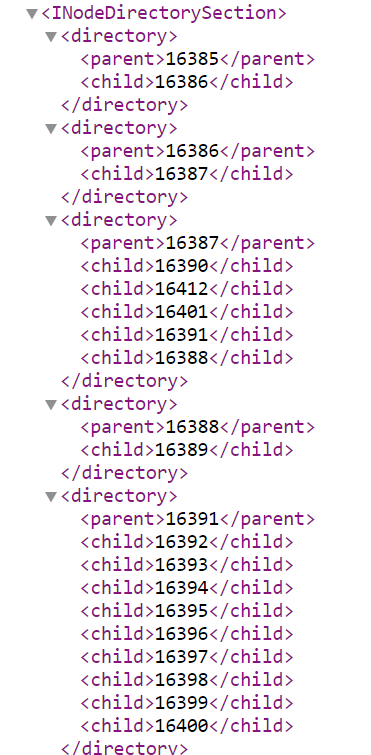 ▼<INodeDirectorySection>
▼<directory>
<parent>16385</parent>
<child>16386</child>
</directory>
▼<directory>
<parent>16386</parent>
<child>16387</child>
</directory>
▼<directory>
<parent>16387</parent>
<child>16390</child>
<child>16412</child>
<child>16401</child>
<child>16391</child>
<child>16388</child>
</directory>
▼<directory>
<parent>16388</parent>
<child>16389</child>
</directory>
▼<directory>
<parent>16391</parent>
<child>16392</child>
<child>16393</child>
<child>16394</child>
<child>16395</child>
<child>16396</child>
<child>16397</child>
<child>16398</child>
<child>16399</child>
<child>16400</child>
</directory>